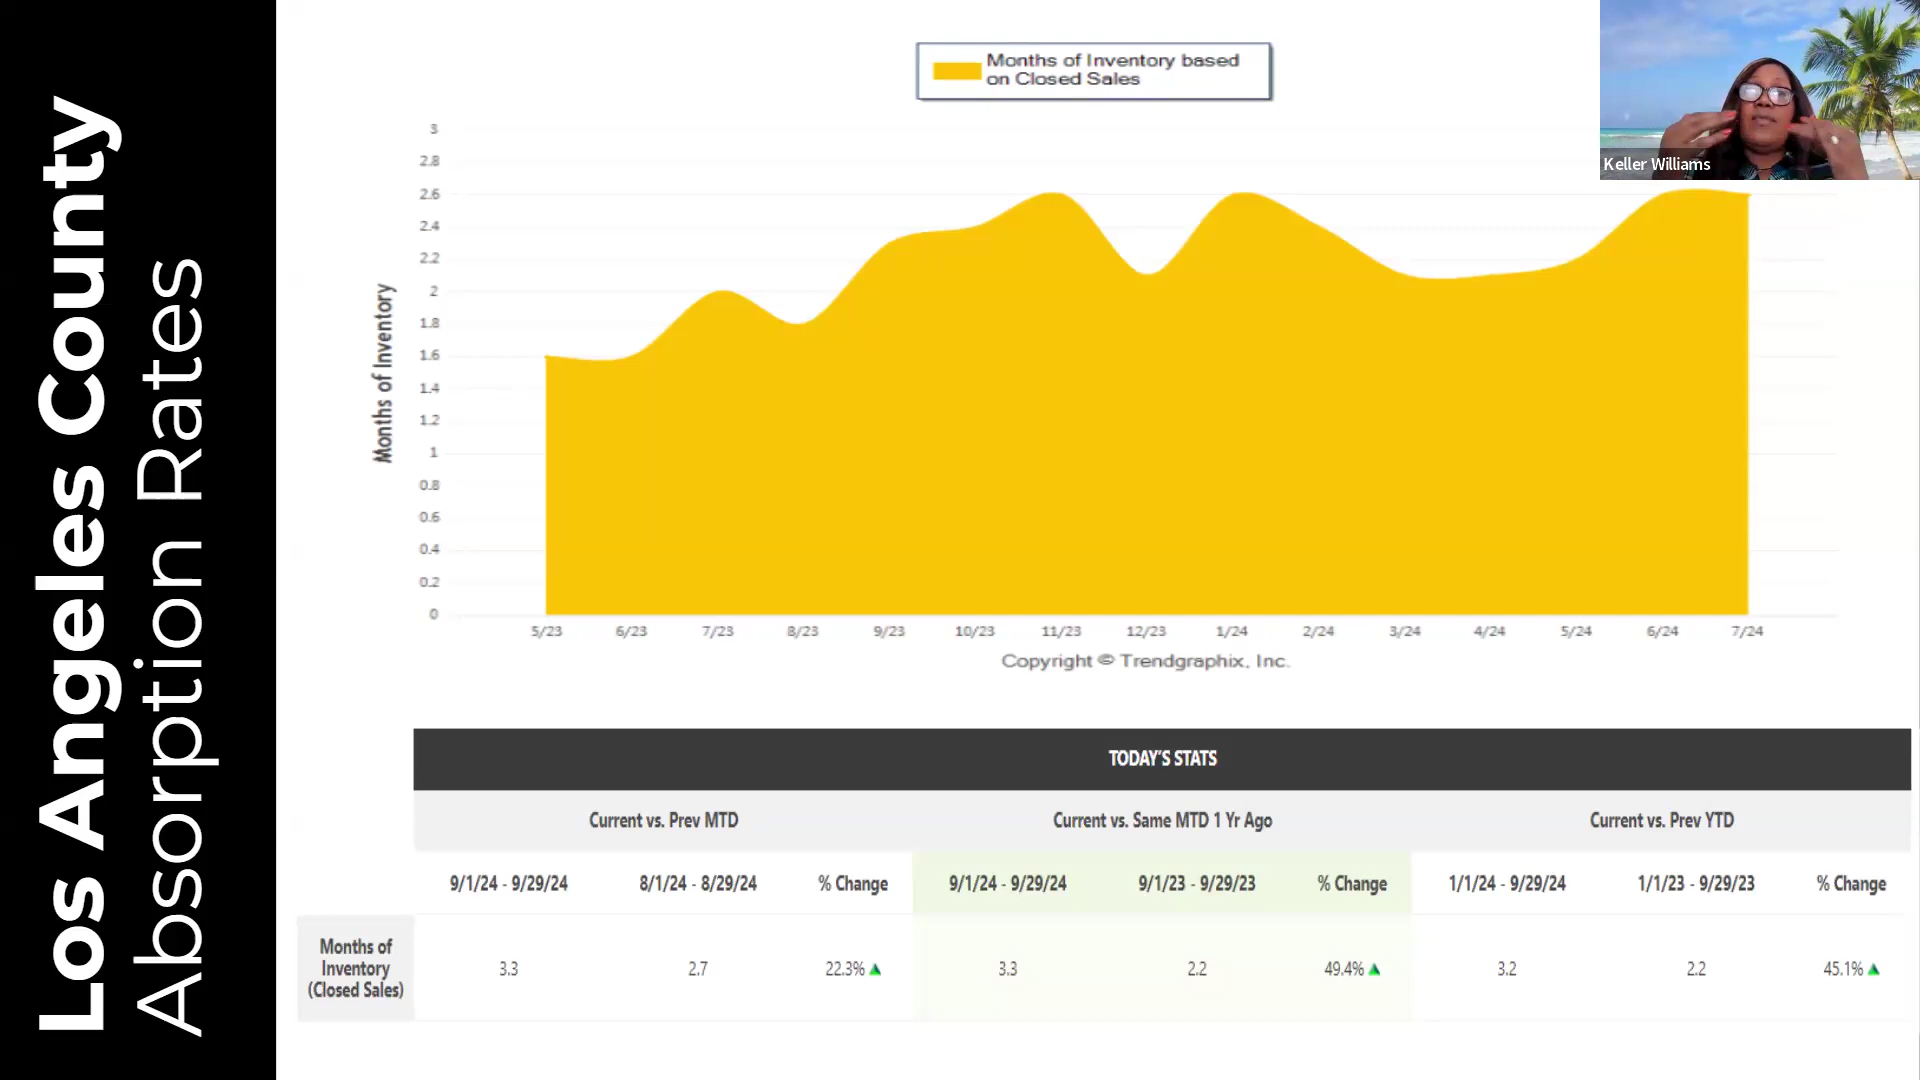 Los Angeles County
Absorption Rates
Months of Inventory based
on Closed Sales
Keller Williams
Months of Inventory
3
2.8
2.6
2.4
2.2
2
1.8
1.6
1.4
1.2
1
0.8
0.6
0.4
0.2
0
5/23 6/23 7/23 8/23 9/23 10/23 11/23 12/23 1/24 2/24 3/24 4/24 5/24 6/24 7/24
Copyright © Trendgraphix, Inc.
TODAY'S STATS
Current vs. Prev MTD Current vs. Same MTD 1 Yr Ago Current vs. Prev YTD
9/1/24 - 9/29/24 8/1/24 - 8/29/24 % Change 9/1/24 - 9/29/24 9/1/23 - 9/29/23 % Change 1/1/24 - 9/29/24 1/1/23 - 9/29/23 % Change
Months of
Inventory
(Closed Sales)
3.3 2.7 22.3% 3.3 2.2 49.4% 3.2 2.2 45.1%